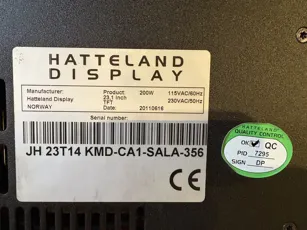 HATTELAND
DISPLAY
Manufacturer: Product: 200W 115VAC/60Hz
Hatteland Display 23,1 inch 230VAC/50Hz
NORWAY TFT
Date: 20110616
Serial number:
JH 23T14 KMD-CA1-SALA-356
CE
HATTELAND
QUALITY CONTROL
OK QC
PID 7295
SIGN DP